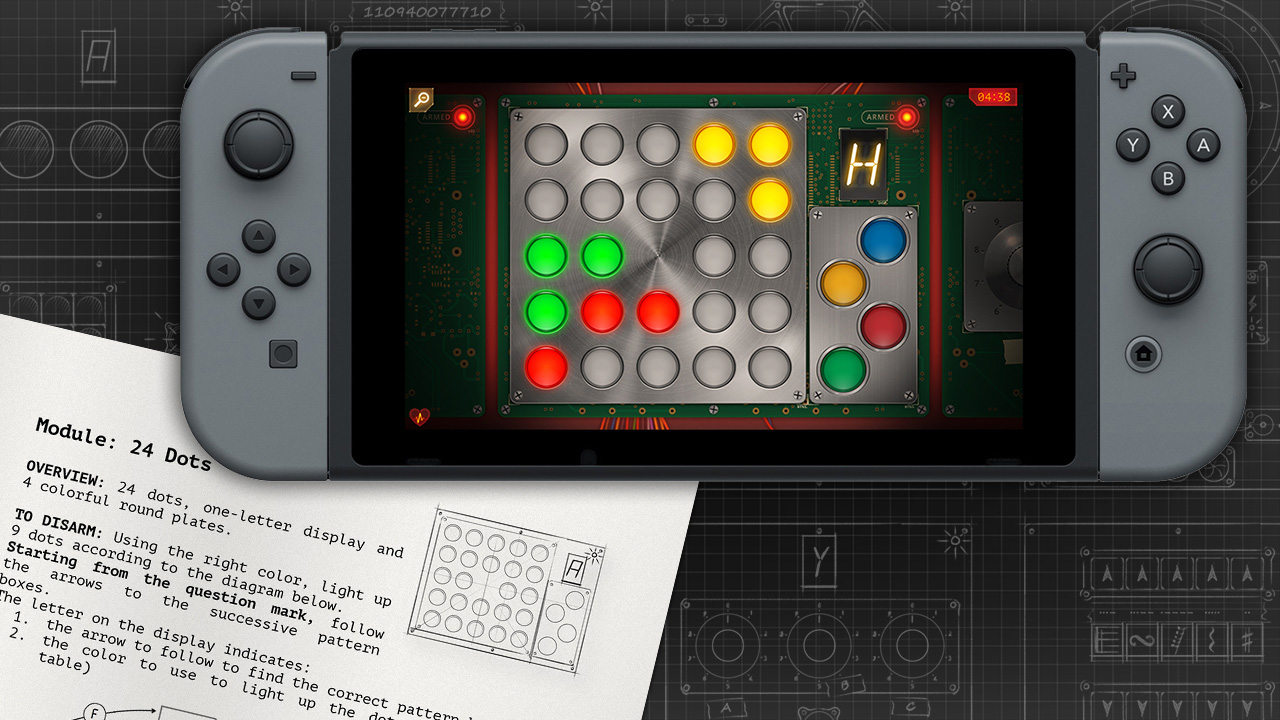 110940077710
A
04:38
ARMED
ARMED
H
X
Y
A
B
Module: 24 Dots
OVERVIEW: 24 dots, one-letter display and
4 colorful round plates.
TO DISARM: Using the right color, light up
9 dots according to the diagram below.
Starting from the question mark, follow
the arrows to the successive pattern
boxes.
The letter on the display indicates:
1. the arrow to follow to find the correct pattern
2. the color to use to light up the
table)
A
F
Y
A
B
C